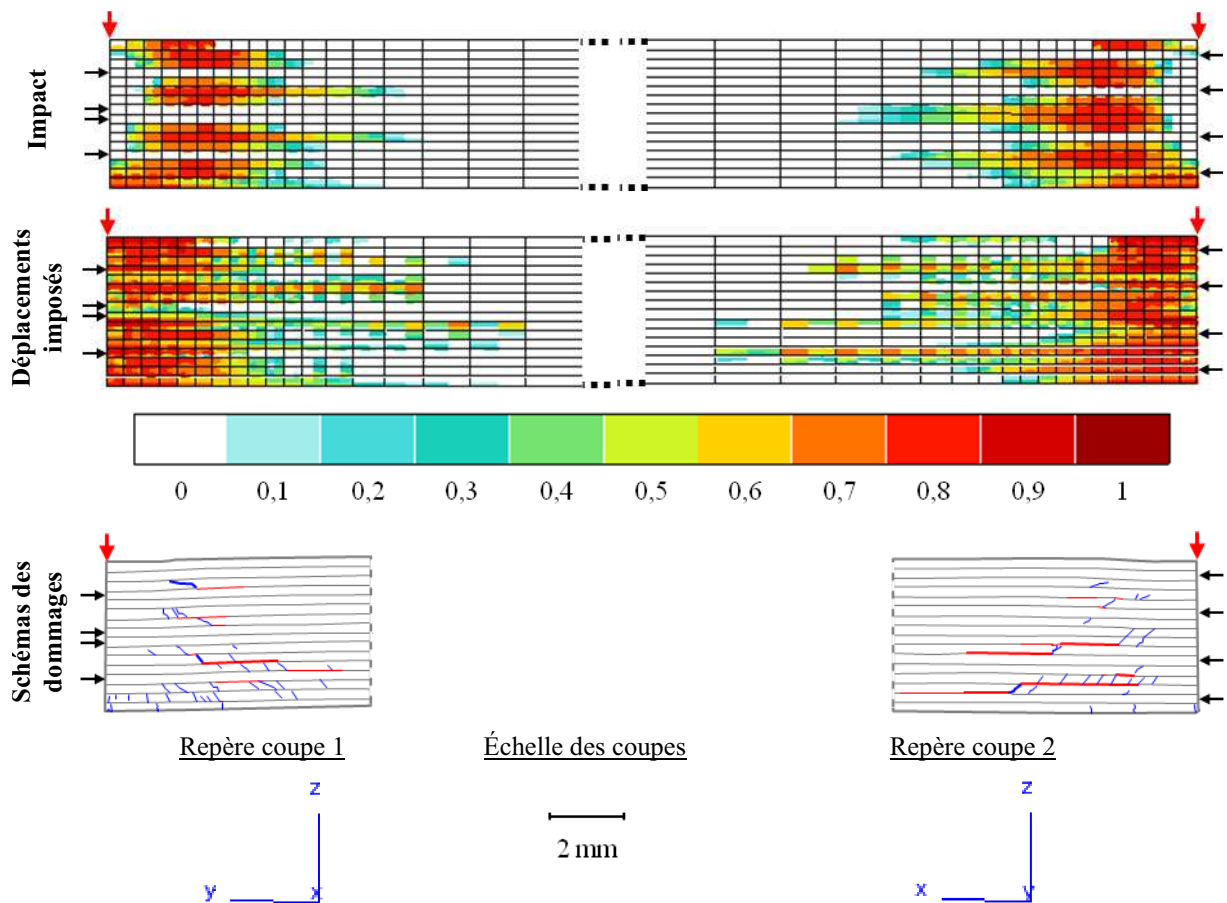 Impact
Déplacements
imposés
0 0,1 0,2 0,3 0,4 0,5 0,6 0,7 0,8 0,9 1
Schémas des
dommages
Repère coupe 1
Échelle des coupes
Repère coupe 2
z
y
x
2 mm
z
x
y